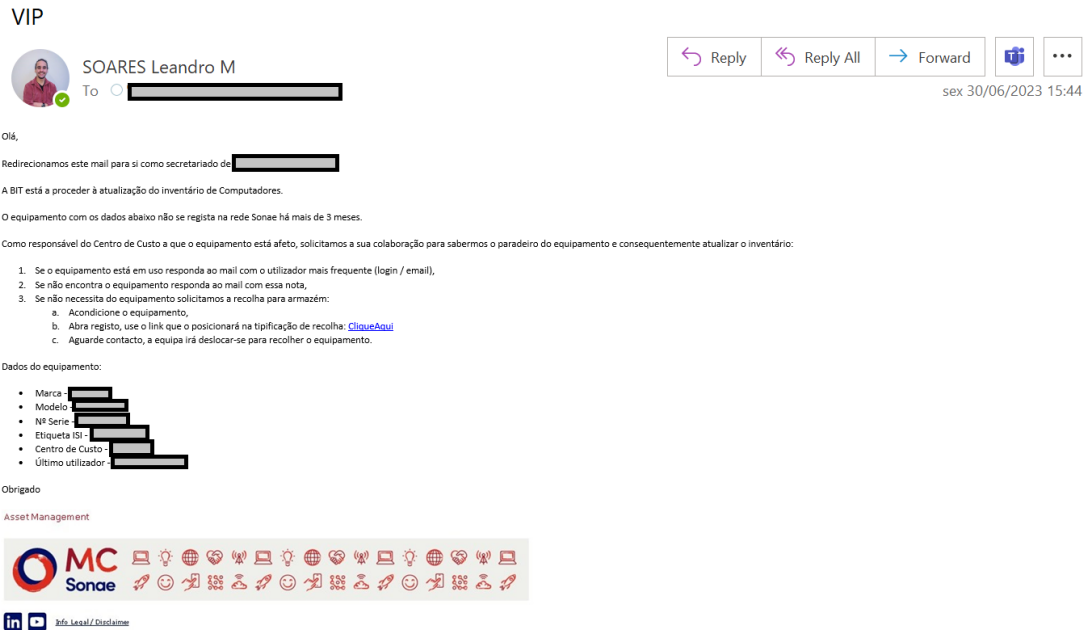 VIP
SOARES Leandro M
To
Reply
Reply All
Forward
sex 30/06/2023 15:44
Olá,
Redirecionamos este mail para si como secretariado de
A BIT está a proceder à atualização do inventário de Computadores.
O equipamento com os dados abaixo não se regista na rede Sonae há mais de 3 meses.
Como responsável do Centro de Custo a que o equipamento está afeto, solicitamos a sua colaboração para sabermos o paradeiro do equipamento e consequentemente atualizar o inventário:
1. Se o equipamento está em uso responda ao mail com o utilizador mais frequente (login / email),
2. Se não encontra o equipamento responda ao mail com essa nota,
3. Se não necessita do equipamento solicitamos a recolha para armazém:
a. Acondicione o equipamento,
b. Abra registo, use o link que o posicionará na tipificação de recolha: CliqueAqui
c. Aguarde contacto, a equipa irá deslocar-se para recolher o equipamento.
Dados do equipamento:
• Marca -
• Modelo -
• Nº Serie -
• Etiqueta ISI -
• Centro de Custo -
• Último utilizador -
Obrigado
Asset Management
MC
Sonae
in
Info Legal / Disclaimer